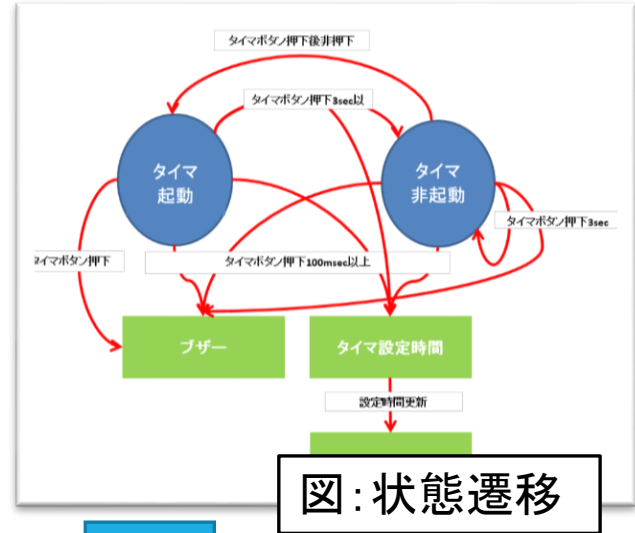 タイマボタン押下後非押下
タイマボタン押下3sec以
タイマ
起動
タイマ
非起動
タイマボタン押下3sec
タイマボタン押下
タイマボタン押下100msec以上
ブザー
タイマ設定時間
設定時間更新
図:状態遷移